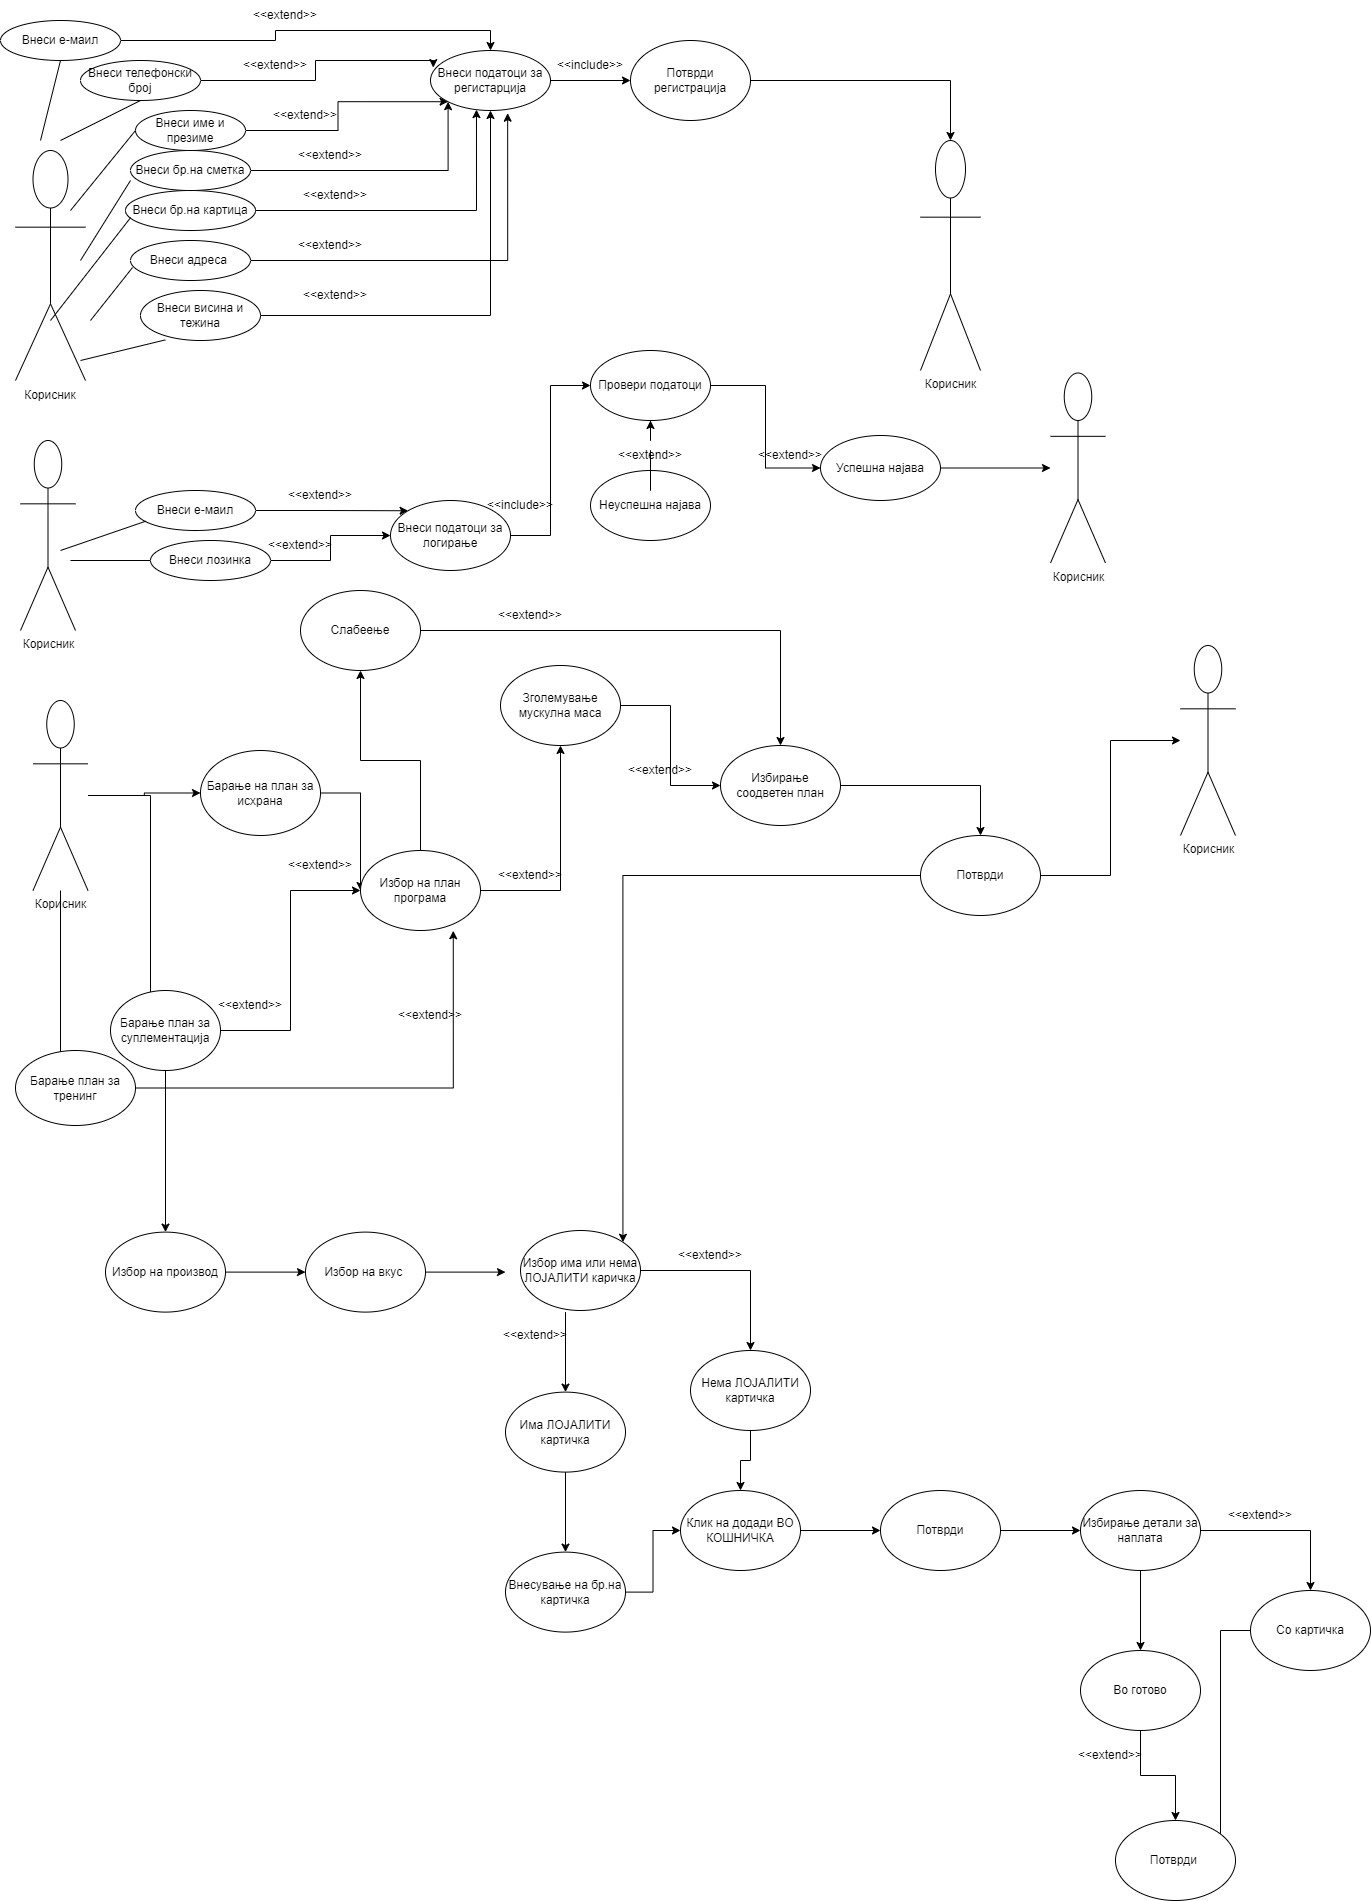 <<extend>>
Внеси е-маил
<<extend>>
Внеси телефонски
број
Внеси податоци за
регистарција
<<include>>
Потврди
регистрација
<<extend>>
Внеси име и
презиме
<<extend>>
Внеси бр.на сметка
<<extend>>
Внеси бр.на картица
<<extend>>
Внеси адреса
<<extend>>
Внеси висина и
тежина
Корисник
Корисник
Провери податоци
<<extend>>
<<extend>>
Успешна најава
Неуспешна најава
<<extend>>
Внеси е-маил
<<include>>
Внеси податоци за
логирање
<<extend>>
Внеси лозинка
Корисник
Корисник
<<extend>>
Слабеење
Зголемување
мускулна маса
<<extend>>
Избирање
соодветен план
Барање на план за
исхрана
<<extend>>
Избор на план
програма
<<extend>>
Потврди
Корисник
Корисник
<<extend>>
<<extend>>
Барање план за
суплементација
Барање план за
тренинг
Избор на производ
Избор на вкус
Избор има или нема
ЛОЈАЛИТИ каричка
<<extend>>
<<extend>>
Нема ЛОЈАЛИТИ
картичка
Има ЛОЈАЛИТИ
картичка
Клик на додади ВО
КОШНИЧКА
Потврди
Избирање детали за
наплата
<<extend>>
Внесување на бр.на
картичка
Со картичка
Во готово
<<extend>>
Потврди